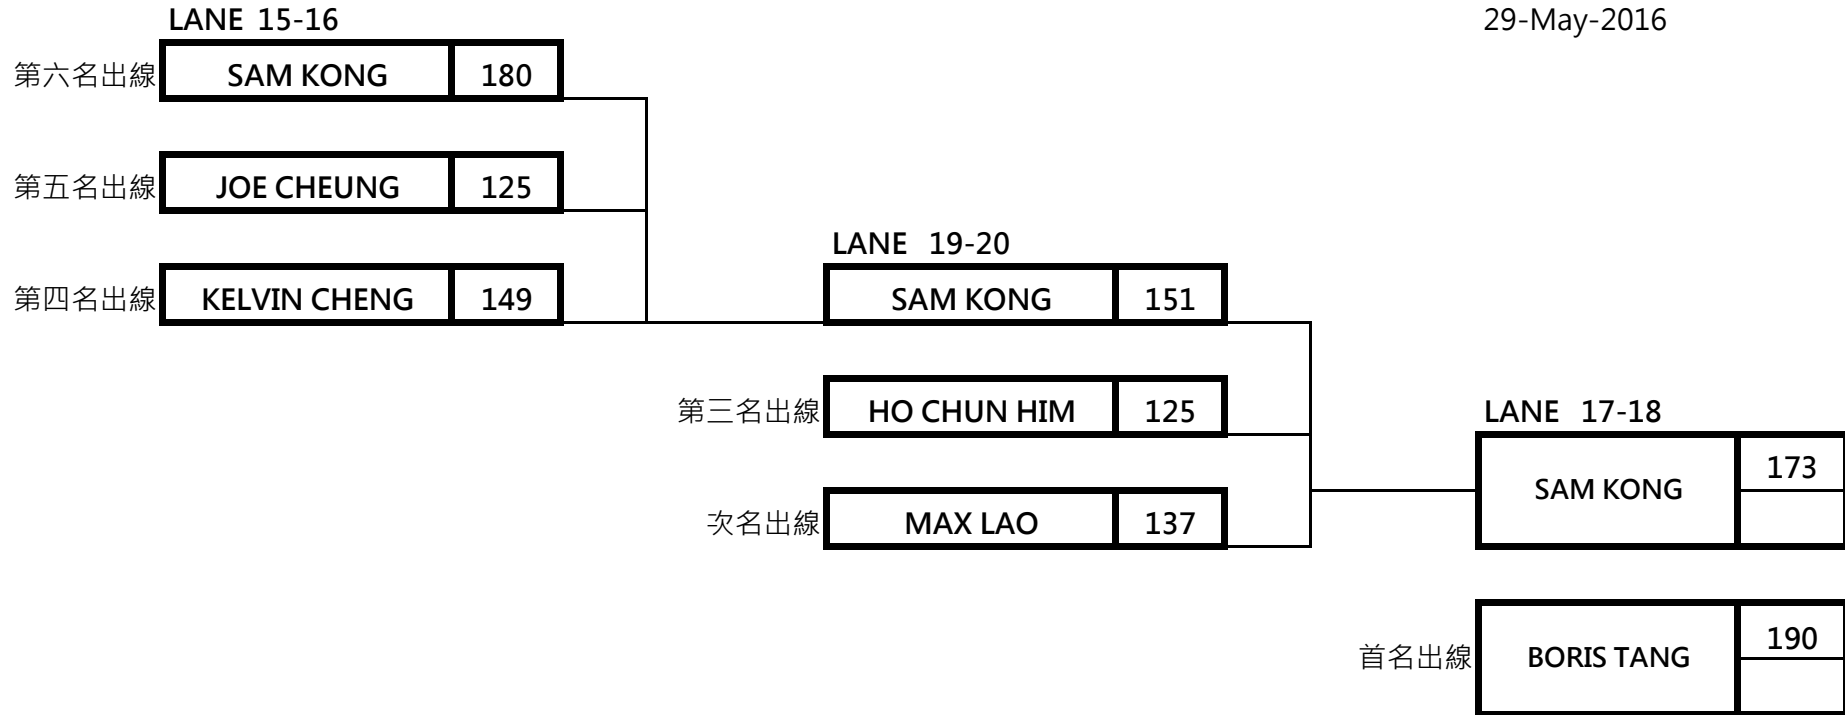 LANE 15-16
29-May-2016
第六名出線 SAM KONG 180
第五名出線 JOE CHEUNG 125
LANE 19-20
第四名出線 KELVIN CHENG 149 SAM KONG 151
第三名出線 HO CHUN HIM 125
LANE 17-18
SAM KONG 173
次名出線 MAX LAO 137
首名出線 BORIS TANG 190